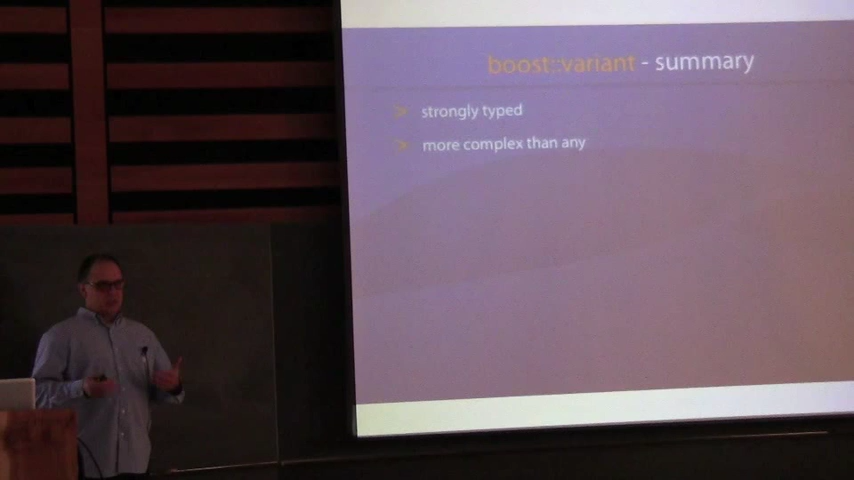 boost::variant - summary
> strongly typed
> more complex than any